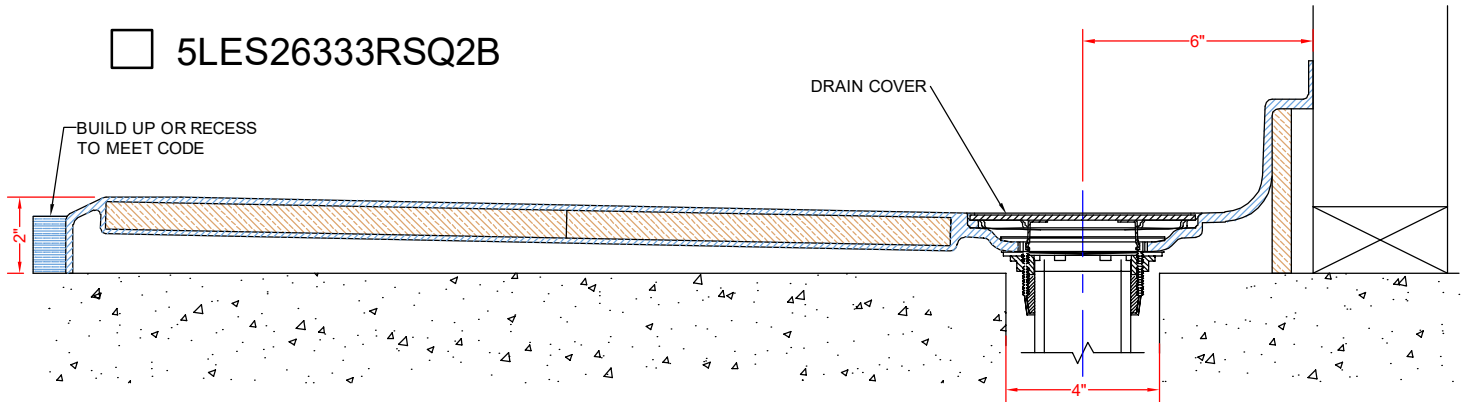 5LES26333RSQ2B
6"
DRAIN COVER
BUILD UP OR RECESS
TO MEET CODE
2"
4"